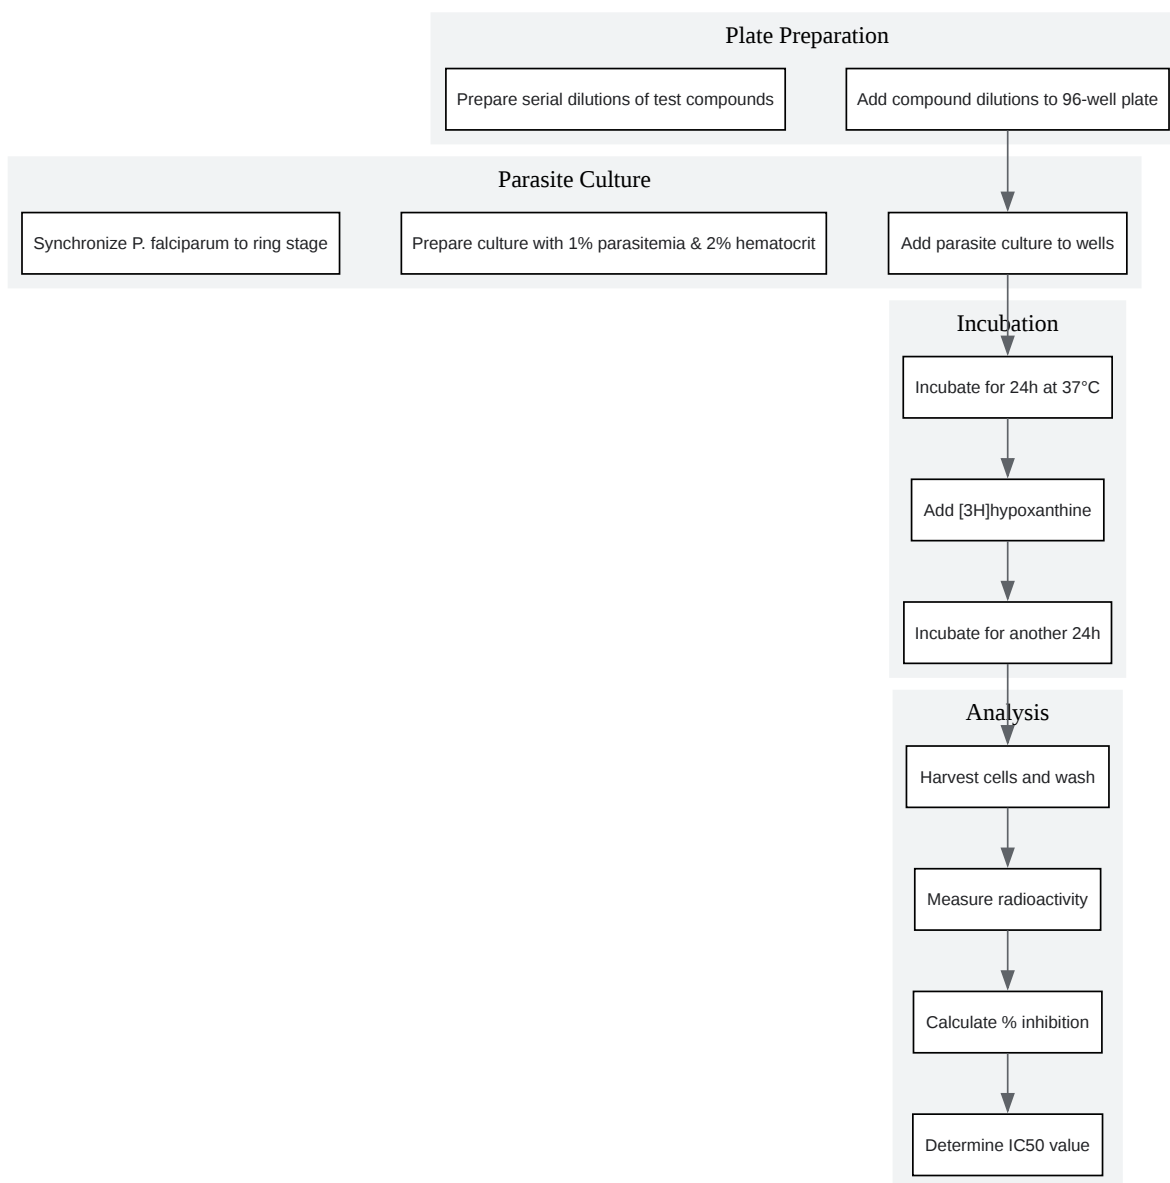 Plate Preparation
Prepare serial dilutions of test compounds
Add compound dilutions to 96-well plate
Parasite Culture
Synchronize P. falciparum to ring stage
Prepare culture with 1% parasitemia & 2% hematocrit
Add parasite culture to wells
Incubation
Incubate for 24h at 37°C
Add [3H]hypoxanthine
Incubate for another 24h
Analysis
Harvest cells and wash
Measure radioactivity
Calculate % inhibition
Determine IC50 value